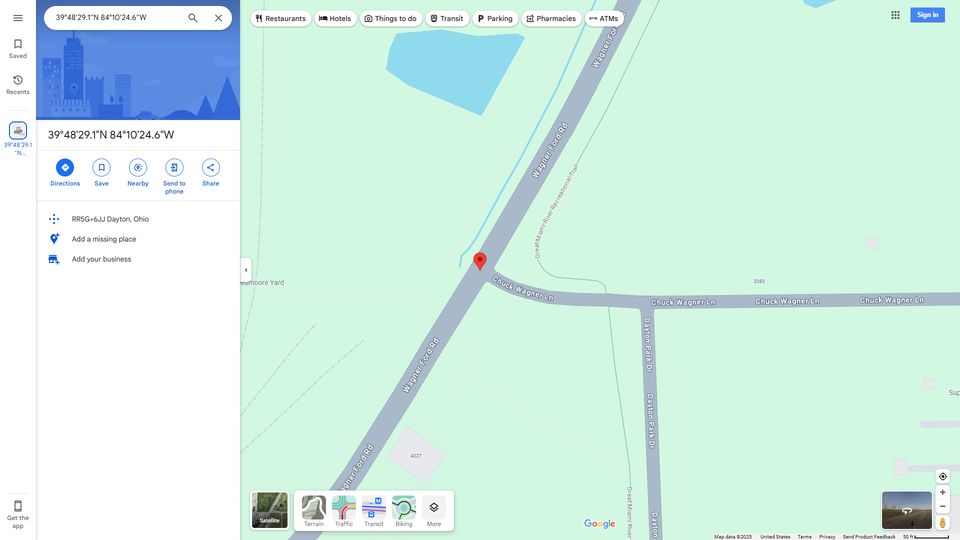 39°48'29.1"N 84°10'24.6"W
Restaurants
Hotels
Things to do
Transit
Parking
Pharmacies
ATMs
Sign in
Saved
Recents
39°48'29.1
"N...
39°48'29.1"N 84°10'24.6"W
Directions
Save
Nearby
Send to
phone
Share
RR5G+6JJ Dayton, Ohio
Add a missing place
Add your business
Get the
app
Wagner Ford Rd
Wagner Ford Rd
Great Miami River Recreational Trail
edmoore Yard
Chuck Wagner Ln
3383
Chuck Wagner Ln
Chuck Wagner Ln
Chuck Wagner Ln
Dayton Park Dr
Wagner Ford Rd
Dayton Park Dr
Sup
Wagner Ford Rd
4027
Great Miami River
Dayton
Satellite
Terrain
Traffic
Transit
Biking
More
Google
Map data ©2025
United States
Terms
Privacy
Send Product Feedback
50 ft